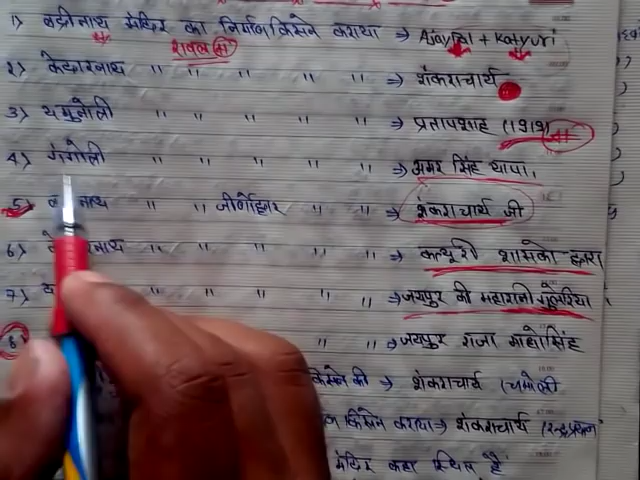 1) बद्रीनाथ मंदिर का निर्माण किसने कराया ⇒ Ajaypal + Katyuri
रावल
2) केदारनाथ " " " " " ⇒ शंकराचार्य
3) यमुनोत्री " " " " " ⇒ प्रतापशाह (1919)
4) गंगोत्री " " " " " ⇒ अमर सिंह थापा।
5) नाथ " " जीर्णोद्वार " " ⇒ शंकराचार्य जी
6) नाथ " " " " " ⇒ कत्यूरी शासको द्वारा
7) " " " " " ⇒ जयपुर की महारानी गुलेरिया
8 " " ⇒ जयपुर राजा माधोसिंह
किसने की ⇒ शंकराचार्य (चमोली
किसने कराया ⇒ शंकराचार्य
मंदिर कहा स्थित है